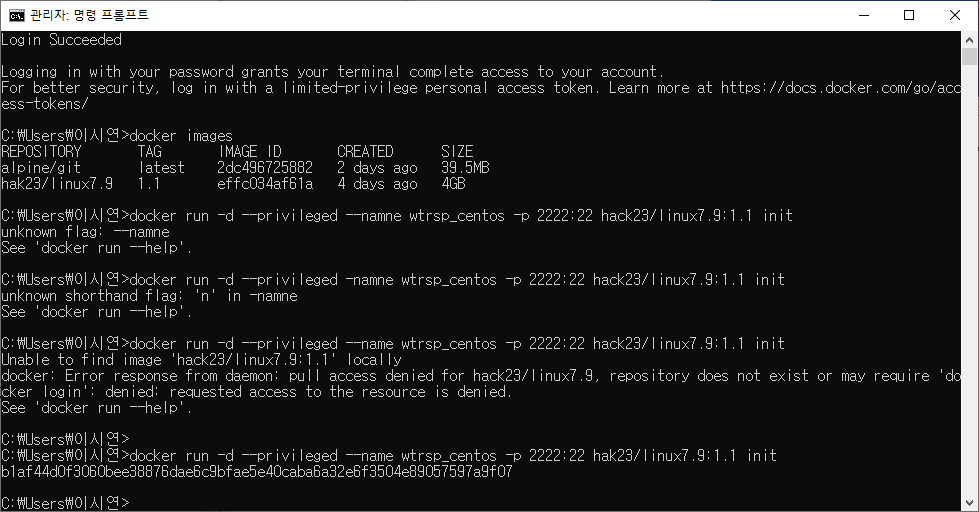 관리자: 명령 프롬프트
Login Succeeded
Logging in with your password grants your terminal complete access to your account.
For better security, log in with a limited-privilege personal access token. Learn more at https://docs.docker.com/go/acc
ess-tokens/
C:\Users\이시연>docker images
REPOSITORY TAG IMAGE ID CREATED SIZE
alpine/git latest 2dc496725882 2 days ago 39.5MB
hak23/linux7.9 1.1 effc034af61a 4 days ago 4GB
C:\Users\이시연>docker run -d --privileged --namne wtrsp_centos -p 2222:22 hack23/linux7.9:1.1 init
unknown flag: --namne
See 'docker run --help'.
C:\Users\이시연>docker run -d --privileged -namne wtrsp_centos -p 2222:22 hack23/linux7.9:1.1 init
unknown shorthand flag: 'n' in -namne
See 'docker run --help'.
C:\Users\이시연>docker run -d --privileged --name wtrsp_centos -p 2222:22 hack23/linux7.9:1.1 init
Unable to find image 'hack23/linux7.9:1.1' locally
docker: Error response from daemon: pull access denied for hack23/linux7.9, repository does not exist or may require 'do
cker login': denied: requested access to the resource is denied.
See 'docker run --help'.
C:\Users\이시연>
C:\Users\이시연>docker run -d --privileged --name wtrsp_centos -p 2222:22 hak23/linux7.9:1.1 init
b1af44d0f3060bee38876dae6c9bfae5e40caba6a32e6f3504e89057597a9f07
C:\Users\이시연>